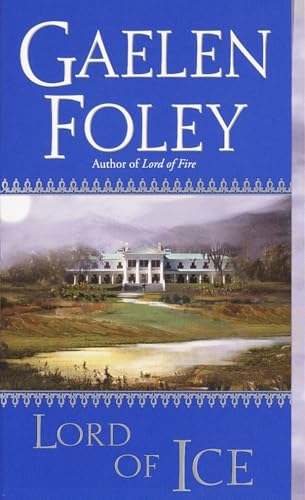 GAELEN
FOLEY
Author of Lord of Fire
LORD
OF ICE